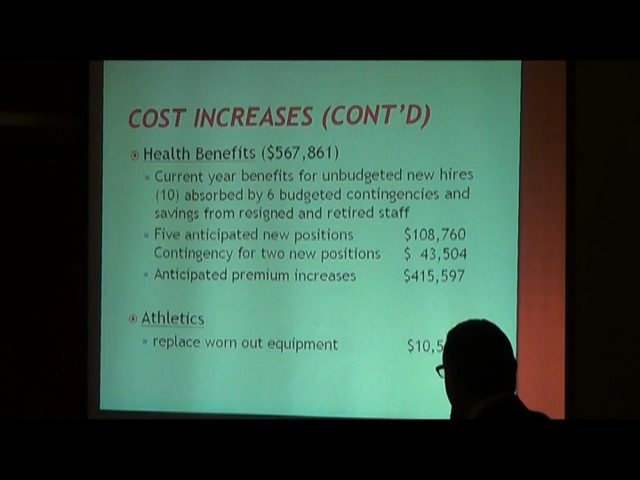 COST INCREASES (CONT'D)
Health Benefits ($567,861)
Current year benefits for unbudgeted new hires
(10) absorbed by 6 budgeted contingencies and
savings from resigned and retired staff
Five anticipated new positions $108,760
Contingency for two new positions $ 43,504
Anticipated premium increases $415,597
Athletics
replace worn out equipment